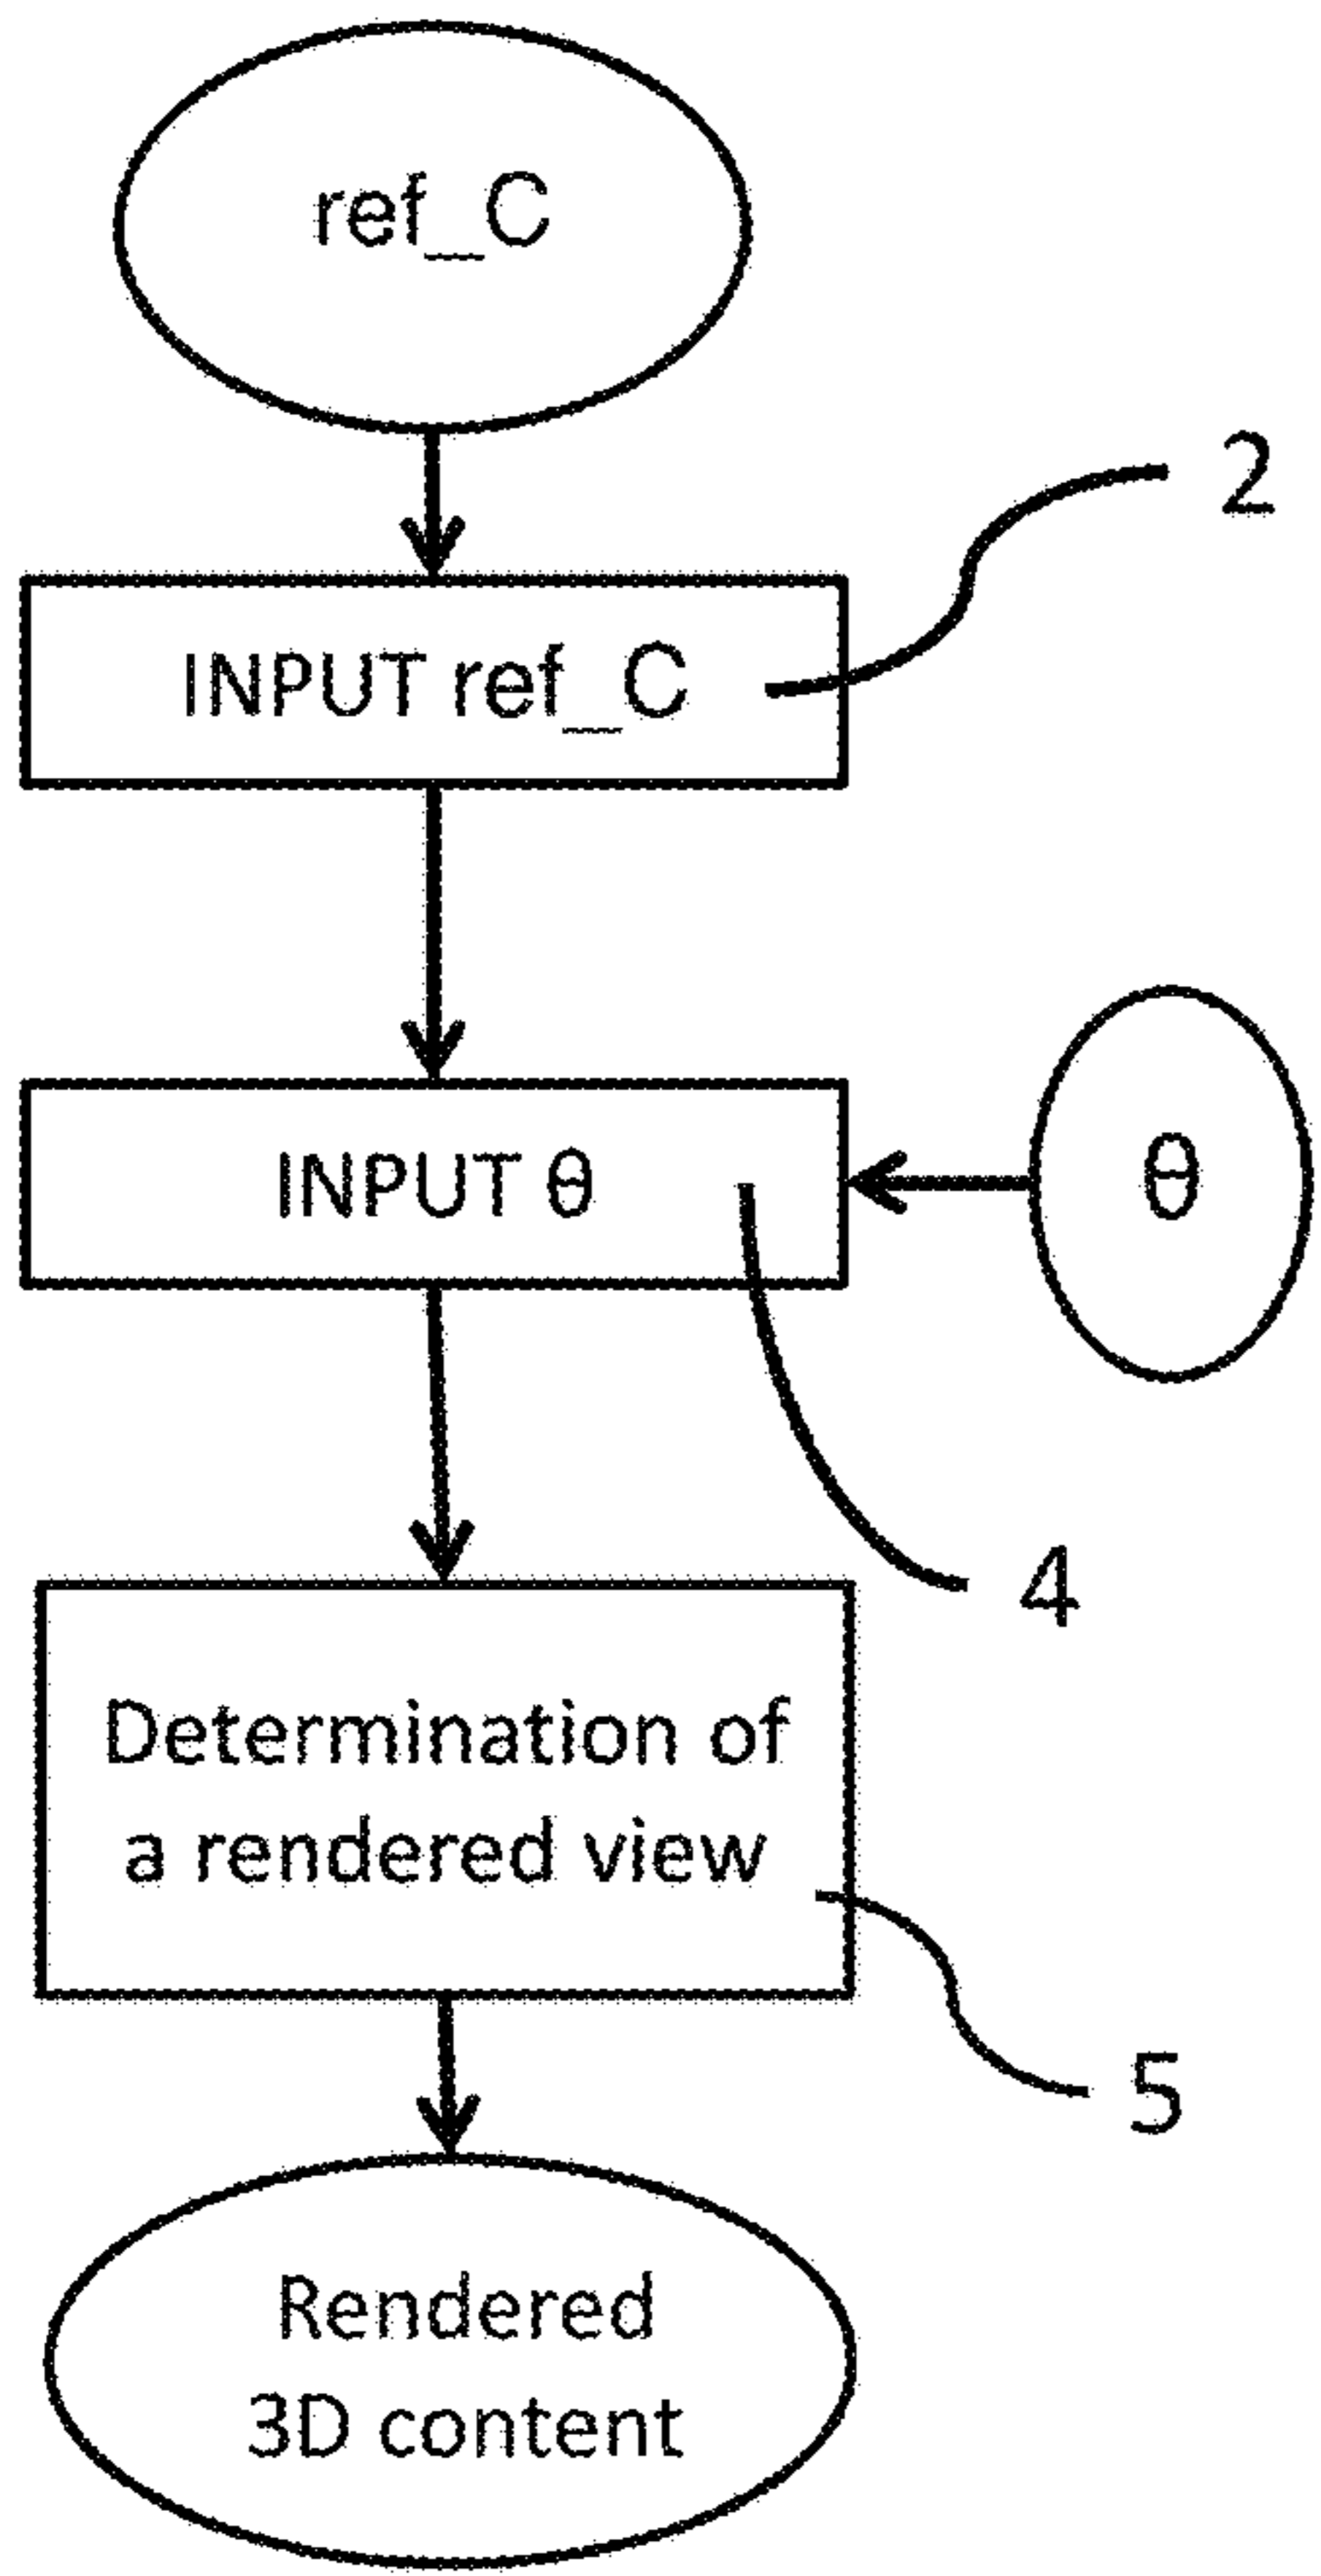 ref_C
2
INPUT ref_C
INPUT θ
θ
4
Determination of
a rendered view
5
Rendered
3D content